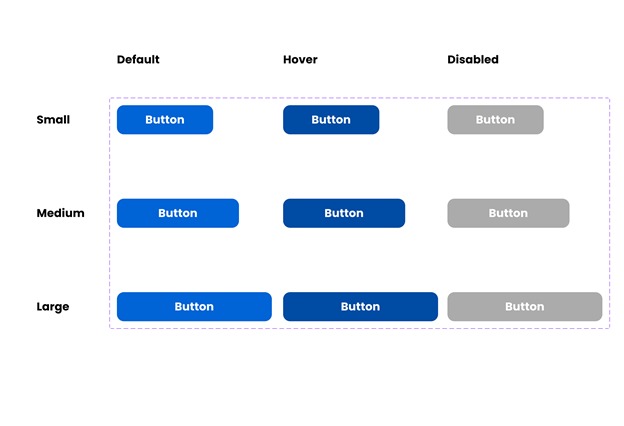 Default Hover Disabled
Small Button Button Button
Medium Button Button Button
Large Button Button Button